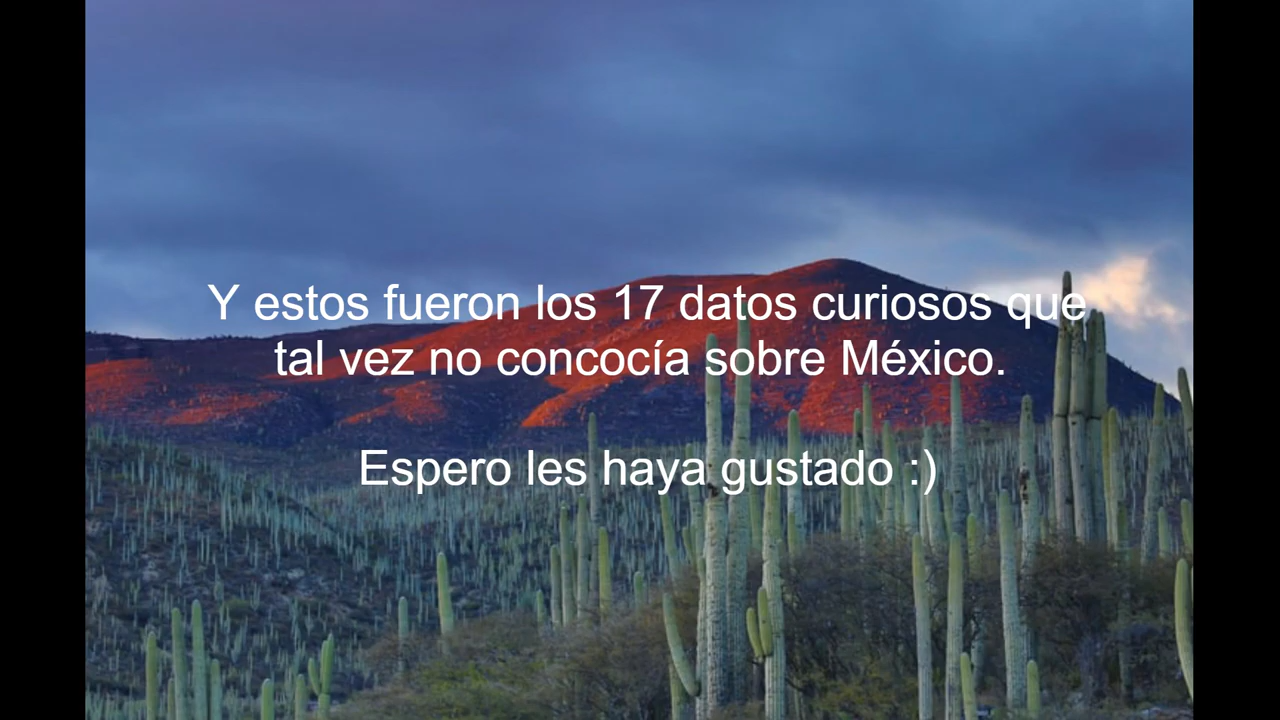 Y estos fueron los 17 datos curiosos que
tal vez no concocía sobre México.
Espero les haya gustado :)